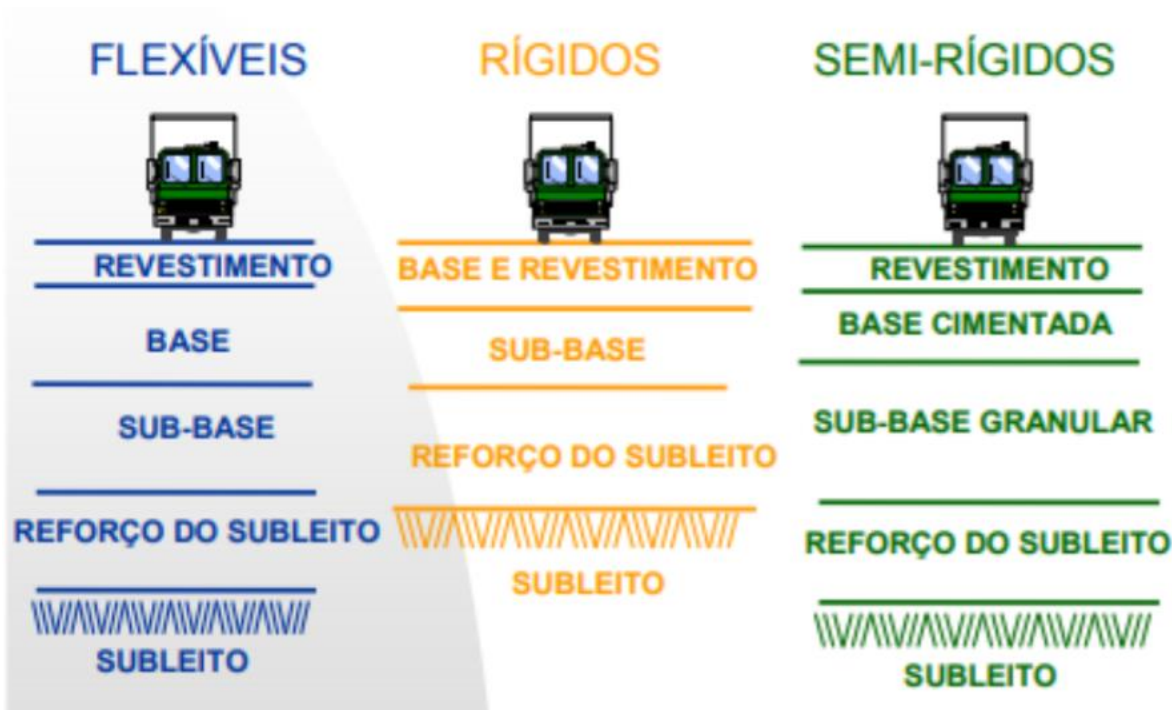 FLEXÍVEIS
REVESTIMENTO
BASE
SUB-BASE
REFORÇO DO SUBLEITO
SUBLEITO
RÍGIDOS
BASE E REVESTIMENTO
SUB-BASE
REFORÇO DO SUBLEITO
SUBLEITO
SEMI-RÍGIDOS
REVESTIMENTO
BASE CIMENTADA
SUB-BASE GRANULAR
REFORÇO DO SUBLEITO
SUBLEITO